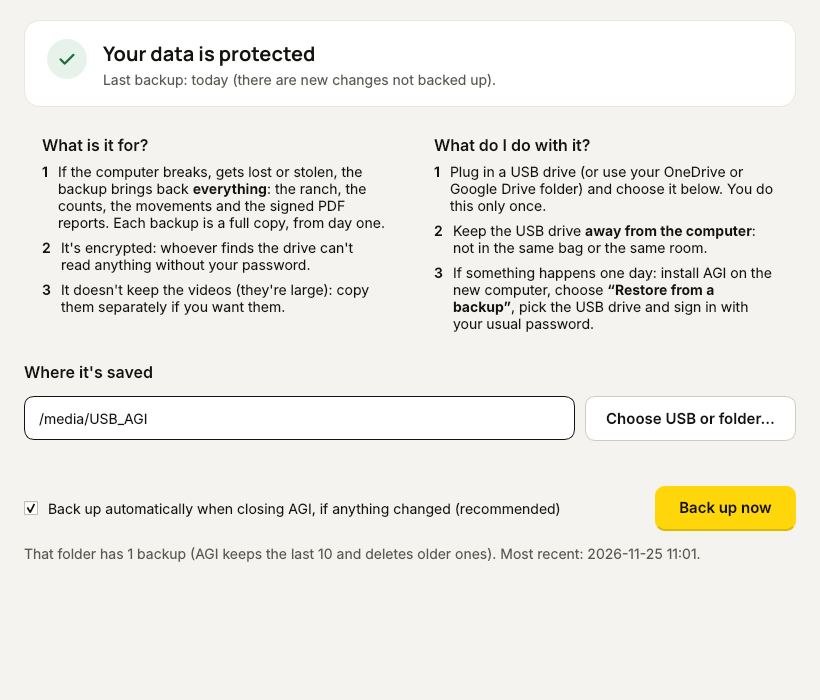 Your data is protected
Last backup: today (there are new changes not backed up).
What is it for?
1 If the computer breaks, gets lost or stolen, the
backup brings back everything: the ranch, the
counts, the movements and the signed PDF
reports. Each backup is a full copy, from day one.
2 It's encrypted: whoever finds the drive can't
read anything without your password.
3 It doesn't keep the videos (they're large): copy
them separately if you want them.
What do I do with it?
1 Plug in a USB drive (or use your OneDrive or
Google Drive folder) and choose it below. You do
this only once.
2 Keep the USB drive away from the computer:
not in the same bag or the same room.
3 If something happens one day: install AGI on the
new computer, choose “Restore from a
backup”, pick the USB drive and sign in with
your usual password.
Where it's saved
/media/USB_AGI
Choose USB or folder...
Back up automatically when closing AGI, if anything changed (recommended)
Back up now
That folder has 1 backup (AGI keeps the last 10 and deletes older ones). Most recent: 2026-11-25 11:01.